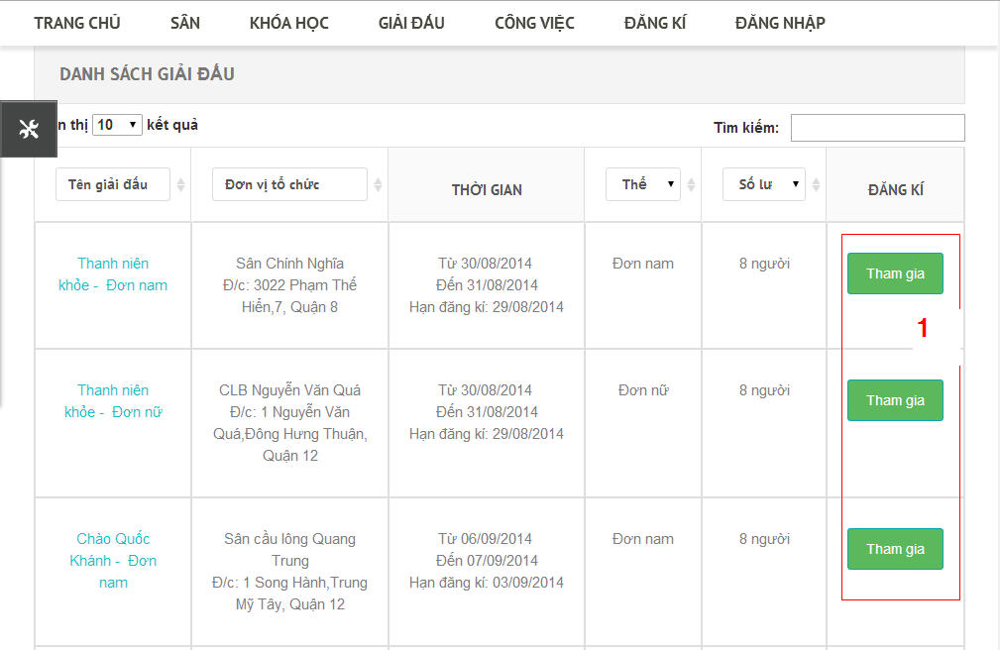 TRANG CHỦ SÂN KHÓA HỌC GIẢI ĐẤU CÔNG VIỆC ĐĂNG KÍ ĐĂNG NHẬP
DANH SÁCH GIẢI ĐẤU
n thị 10 kết quả Tìm kiếm:
Tên giải đấu Đơn vị tổ chức THỜI GIAN Thể Số lư ĐĂNG KÍ
Thanh niên Sân Chính Nghĩa Từ 30/08/2014 Đơn nam 8 người Tham gia
khỏe - Đơn nam Đ/c: 3022 Phạm Thế Đến 31/08/2014
Hiển,7, Quận 8 Hạn đăng kí: 29/08/2014
1
Thanh niên CLB Nguyễn Văn Quá Từ 30/08/2014 Đơn nữ 8 người Tham gia
khỏe - Đơn nữ Đ/c: 1 Nguyễn Văn Đến 31/08/2014
Quá,Đông Hưng Thuận, Hạn đăng kí: 29/08/2014
Quận 12
Chào Quốc Sân cầu lông Quang Từ 06/09/2014 Đơn nam 8 người Tham gia
Khánh - Đơn Trung Đến 07/09/2014
nam Đ/c: 1 Song Hành,Trung Hạn đăng kí: 03/09/2014
Mỹ Tây, Quận 12